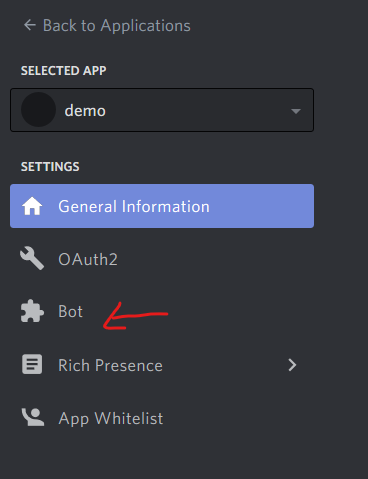 Back to Applications
SELECTED APP
demo
SETTINGS
General Information
OAuth2
Bot
Rich Presence
App Whitelist